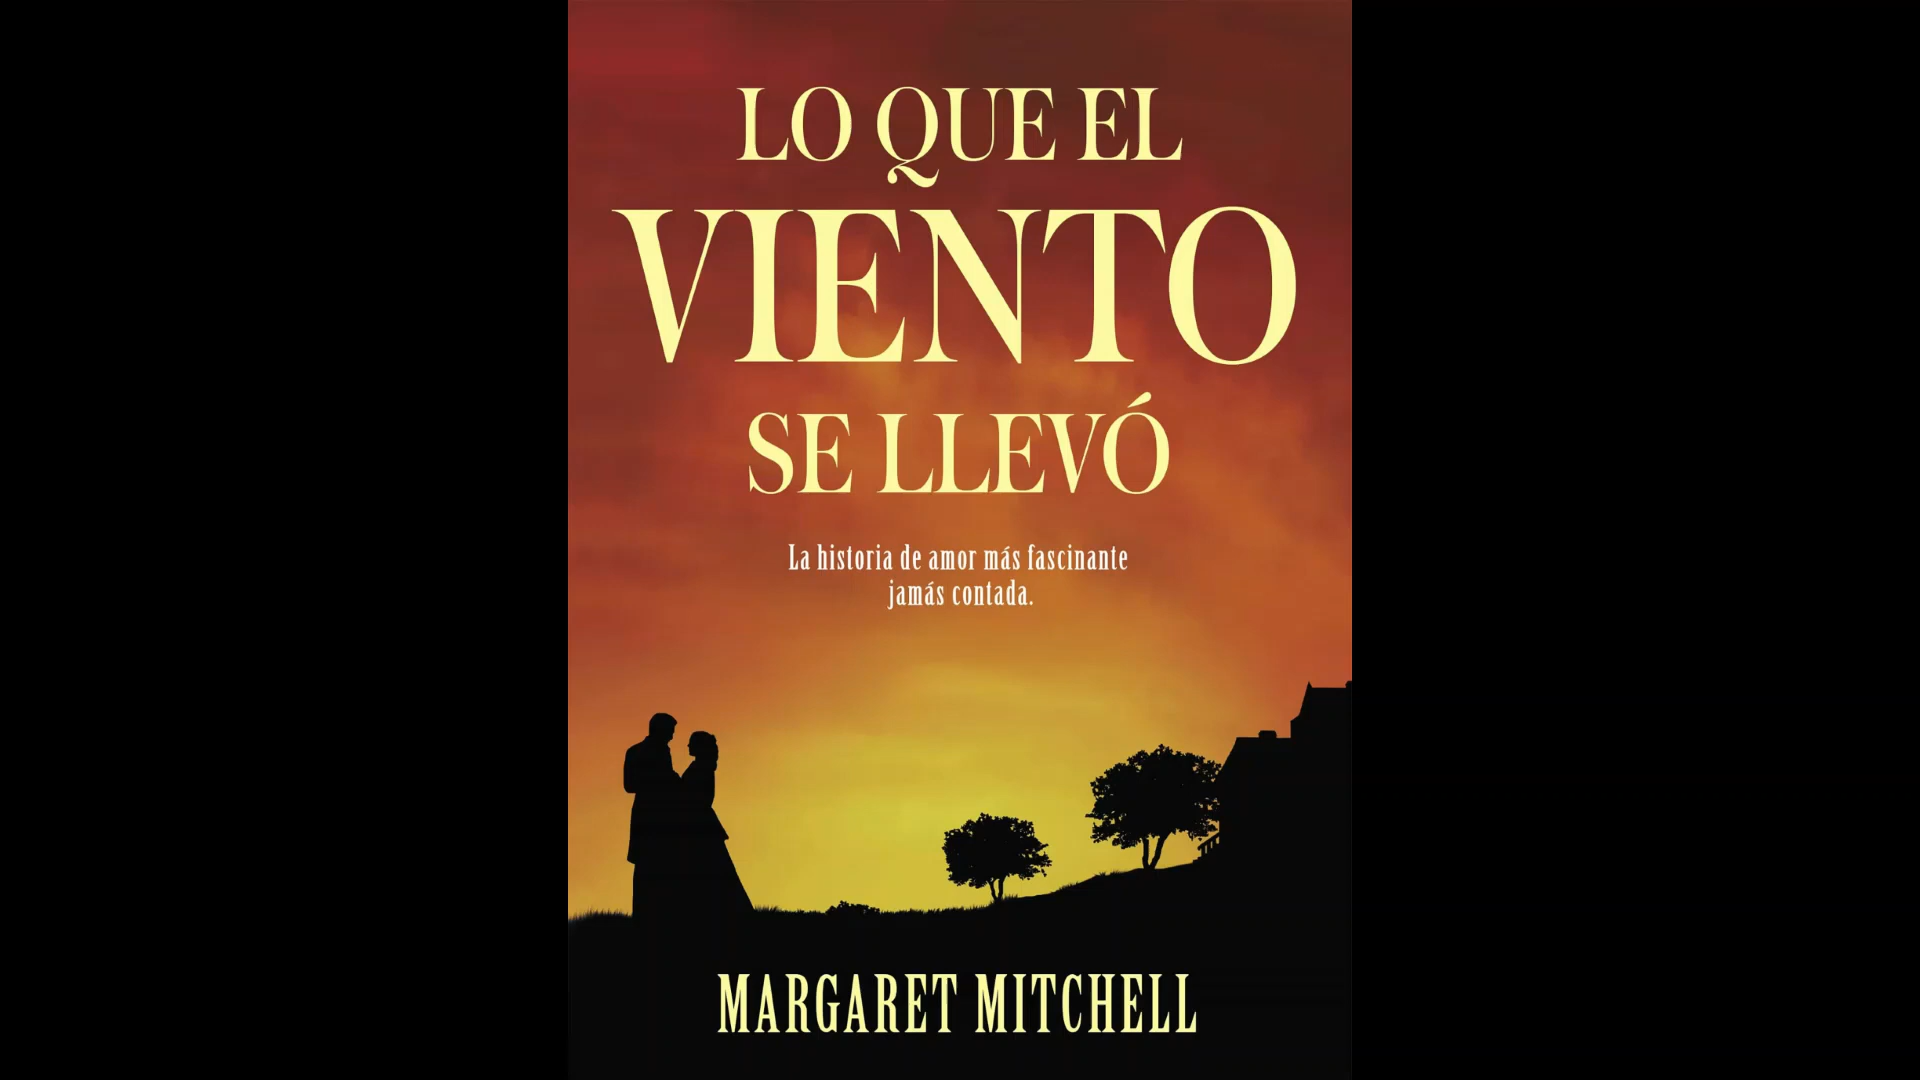 LO QUE EL
VIENTO
SE LLEVÓ
La historia de amor más fascinante
jamás contada.
MARGARET MITCHELL